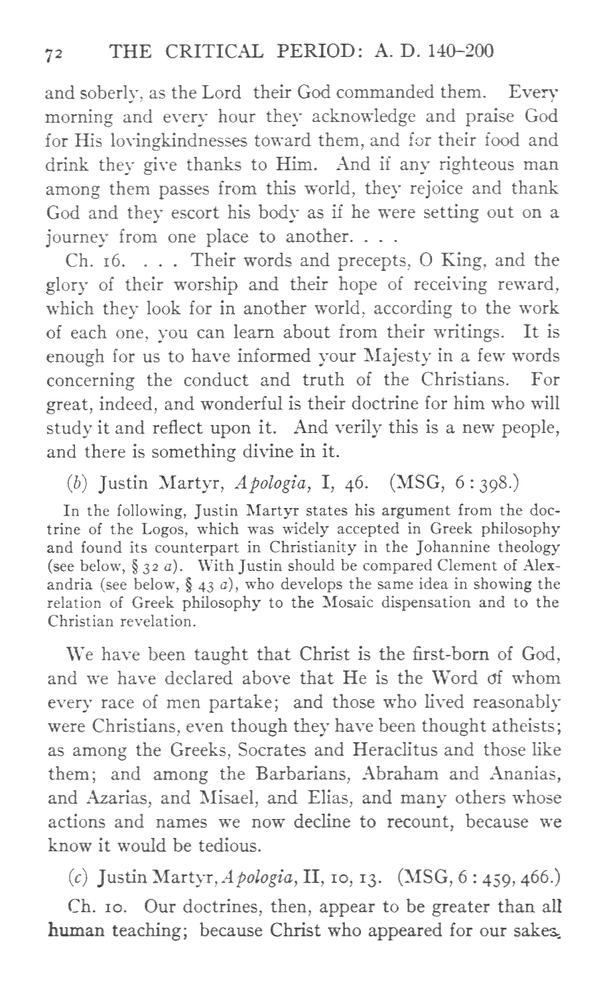 72 THE CRITICAL PERIOD: A. D. 140–200
and soberly, as the Lord their God commanded them. Every
morning and every hour they acknowledge and praise God
for His lovingkindnesses toward them, and for their food and
drink they give thanks to Him. And if any righteous man
among them passes from this world, they rejoice and thank
God and they escort his body as if he were setting out on a
journey from one place to another. . . .
Ch. 16. . . . Their words and precepts, O King, and the
glory of their worship and their hope of receiving reward,
which they look for in another world, according to the work
of each one, you can learn about from their writings. It is
enough for us to have informed your Majesty in a few words
concerning the conduct and truth of the Christians. For
great, indeed, and wonderful is their doctrine for him who will
study it and reflect upon it. And verily this is a new people,
and there is something divine in it.
(b) Justin Martyr, Apologia, I, 46. (MSG, 6 : 398.)
In the following, Justin Martyr states his argument from the doc-
trine of the Logos, which was widely accepted in Greek philosophy
and found its counterpart in Christianity in the Johannine theology
(see below, § 32 a). With Justin should be compared Clement of Alex-
andria (see below, § 43 a), who develops the same idea in showing the
relation of Greek philosophy to the Mosaic dispensation and to the
Christian revelation.
We have been taught that Christ is the first-born of God,
and we have declared above that He is the Word of whom
every race of men partake; and those who lived reasonably
were Christians, even though they have been thought atheists;
as among the Greeks, Socrates and Heraclitus and those like
them; and among the Barbarians, Abraham and Ananias,
and Azarias, and Misael, and Elias, and many others whose
actions and names we now decline to recount, because we
know it would be tedious.
(c) Justin Martyr, Apologia, II, 10, 13. (MSG, 6 : 459, 466.)
Ch. 10. Our doctrines, then, appear to be greater than all
human teaching; because Christ who appeared for our sakes,